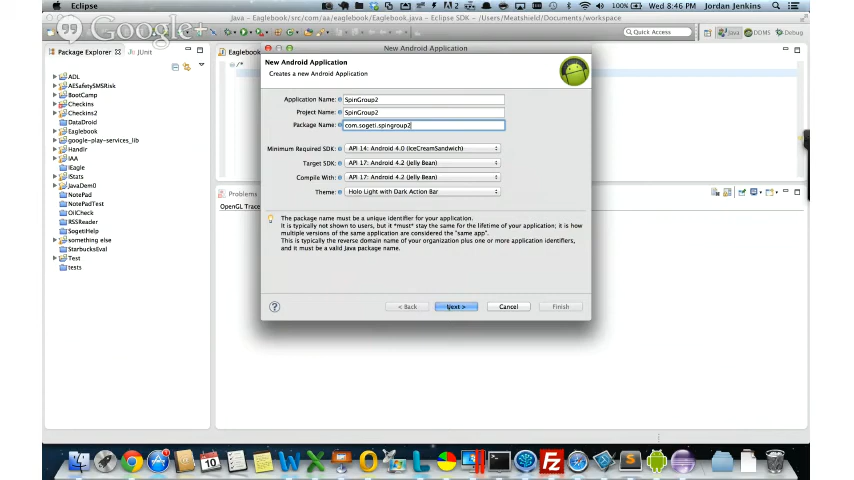 Eclipse
100%
Wed 8:46 PM Jordan Jenkins
Java – Eaglebook/src/com/aa/eaglebook/Eaglebook.java – Eclipse SDK – /Users/Meatshield/Documents/workspace
Google+
Quick Access
Java
DDMS
Debug
Package Explorer
JUnit
Eaglebook
/*
ADL
AESafetySMSRisk
BootCamp
Checkins
Checkins2
DataDroid
Eaglebook
google-play-services_lib
Handlr
IAA
IEagle
IStats
JavaDem0
NotePad
NotePadTest
OilCheck
RSSReader
SogetiHelp
something else
StarbucksEval
Test
tests
Problems
OpenGL Trace
New Android Application
New Android Application
Creates a new Android Application
Application Name: SpinGroup2
Project Name: SpinGroup2
Package Name: com.sogeti.spingroup2
Minimum Required SDK: API 14: Android 4.0 (IceCreamSandwich)
Target SDK: API 17: Android 4.2 (Jelly Bean)
Compile With: API 17: Android 4.2 (Jelly Bean)
Theme: Holo Light with Dark Action Bar
The package name must be a unique identifier for your application.
It is typically not shown to users, but it *must* stay the same for the lifetime of your application; it is how
multiple versions of the same application are considered the "same app".
This is typically the reverse domain name of your organization plus one or more application identifiers,
and it must be a valid Java package name.
?
< Back
Next >
Cancel
Finish